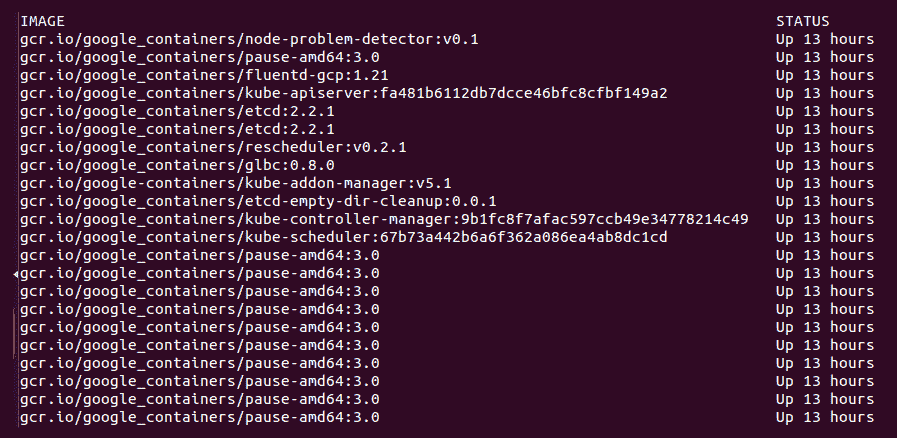 IMAGE STATUS
gcr.io/google_containers/node-problem-detector:v0.1 Up 13 hours
gcr.io/google_containers/pause-amd64:3.0 Up 13 hours
gcr.io/google_containers/fluentd-gcp:1.21 Up 13 hours
gcr.io/google_containers/kube-apiserver:fa481b6112db7dcce46bfc8cfbf149a2 Up 13 hours
gcr.io/google_containers/etcd:2.2.1 Up 13 hours
gcr.io/google_containers/etcd:2.2.1 Up 13 hours
gcr.io/google_containers/rescheduler:v0.2.1 Up 13 hours
gcr.io/google_containers/glbc:0.8.0 Up 13 hours
gcr.io/google-containers/kube-addon-manager:v5.1 Up 13 hours
gcr.io/google_containers/etcd-empty-dir-cleanup:0.0.1 Up 13 hours
gcr.io/google_containers/kube-controller-manager:9b1fc8f7afac597ccb49e34778214c49 Up 13 hours
gcr.io/google_containers/kube-scheduler:67b73a442b6a6f362a086ea4ab8dc1cd Up 13 hours
gcr.io/google_containers/pause-amd64:3.0 Up 13 hours
gcr.io/google_containers/pause-amd64:3.0 Up 13 hours
gcr.io/google_containers/pause-amd64:3.0 Up 13 hours
gcr.io/google_containers/pause-amd64:3.0 Up 13 hours
gcr.io/google_containers/pause-amd64:3.0 Up 13 hours
gcr.io/google_containers/pause-amd64:3.0 Up 13 hours
gcr.io/google_containers/pause-amd64:3.0 Up 13 hours
gcr.io/google_containers/pause-amd64:3.0 Up 13 hours
gcr.io/google_containers/pause-amd64:3.0 Up 13 hours
gcr.io/google_containers/pause-amd64:3.0 Up 13 hours